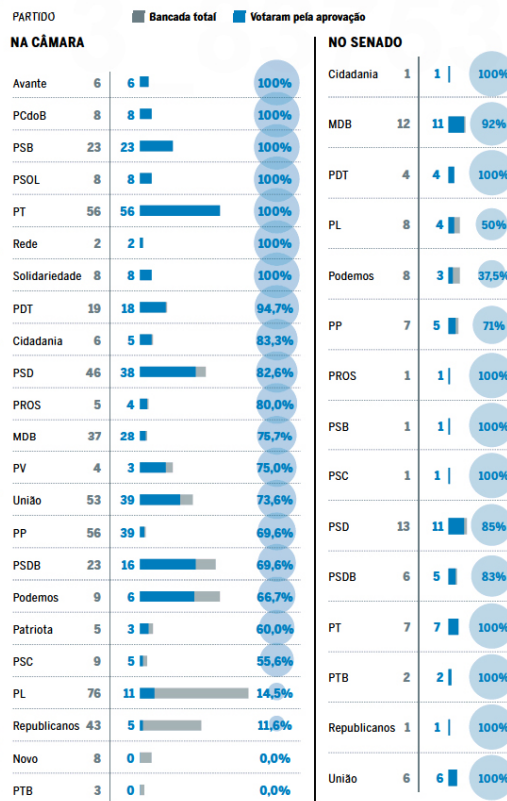 PARTIDO Bancada total Votaram pela aprovação
NA CÂMARA
Avante 6 6 100%
PCdoB 8 8 100%
PSB 23 23 100%
PSOL 8 8 100%
PT 56 56 100%
Rede 2 2 100%
Solidariedade 8 8 100%
PDT 19 18 94,7%
Cidadania 6 5 83,3%
PSD 46 38 82,6%
PROS 5 4 80,0%
MDB 37 28 75,7%
PV 4 3 75,0%
União 53 39 73,6%
PP 56 39 69,6%
PSDB 23 16 69,6%
Podemos 9 6 66,7%
Patriota 5 3 60,0%
PSC 9 5 55,6%
PL 76 11 14,5%
Republicanos 43 5 11,6%
Novo 8 0 0,0%
PTB 3 0 0,0%
NO SENADO
Cidadania 1 1 100%
MDB 12 11 92%
PDT 4 4 100%
PL 8 4 50%
Podemos 8 3 37,5%
PP 7 5 71%
PROS 1 1 100%
PSB 1 1 100%
PSC 1 1 100%
PSD 13 11 85%
PSDB 6 5 83%
PT 7 7 100%
PTB 2 2 100%
Republicanos 1 1 100%
União 6 6 100%